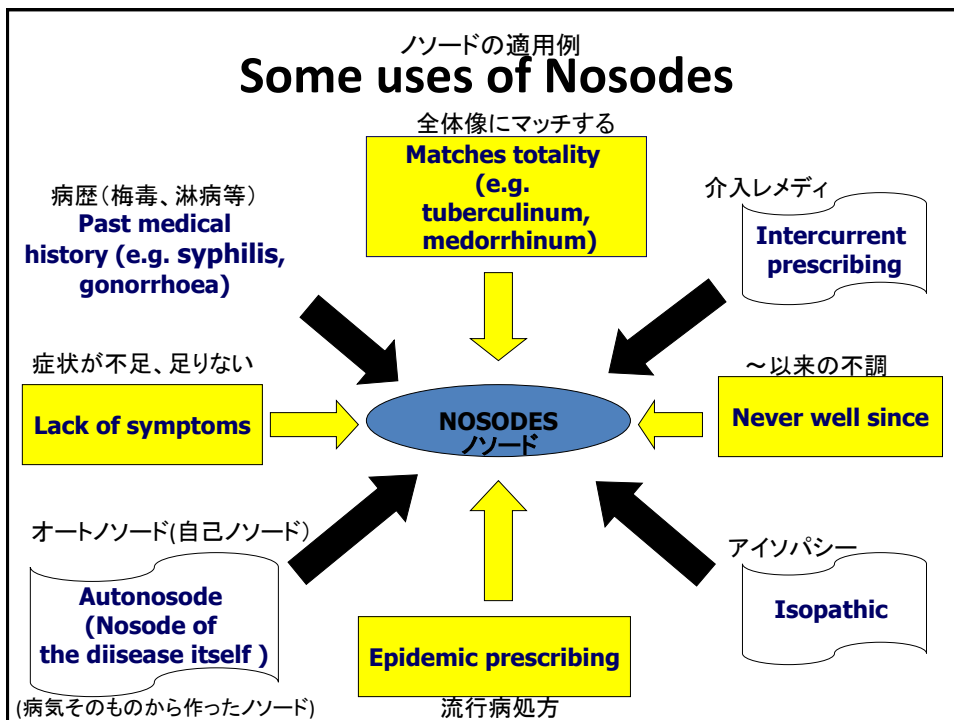 ノソードの適用例
Some uses of Nosodes
全体像にマッチする
Matches totality
(e.g.
tuberculinum,
medorrhinum)
病歴(梅毒、淋病等)
Past medical
history (e.g. syphilis,
gonorrhoea)
介入レメディ
Intercurrent
prescribing
症状が不足、足りない
Lack of symptoms
NOSODES
ノソード
～以来の不調
Never well since
オートノソード(自己ノソード)
Autonosode
(Nosode of
the diisease itself )
(病気そのものから作ったノソード)
Epidemic prescribing
流行病処方
アイソパシー
Isopathic